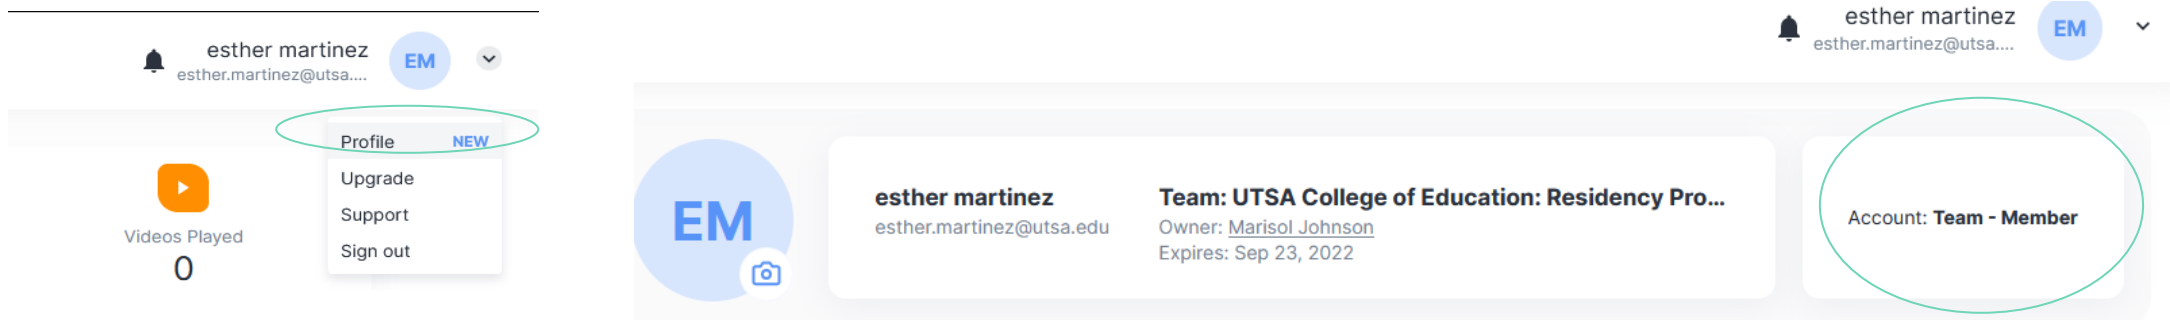 esther martinez
esther.martinez@utsa....
EM
Profile NEW
Upgrade
Support
Sign out
Videos Played
0
esther martinez
esther.martinez@utsa....
EM
EM
esther martinez
esther.martinez@utsa.edu
Team: UTSA College of Education: Residency Pro...
Owner: Marisol Johnson
Expires: Sep 23, 2022
Account: Team - Member